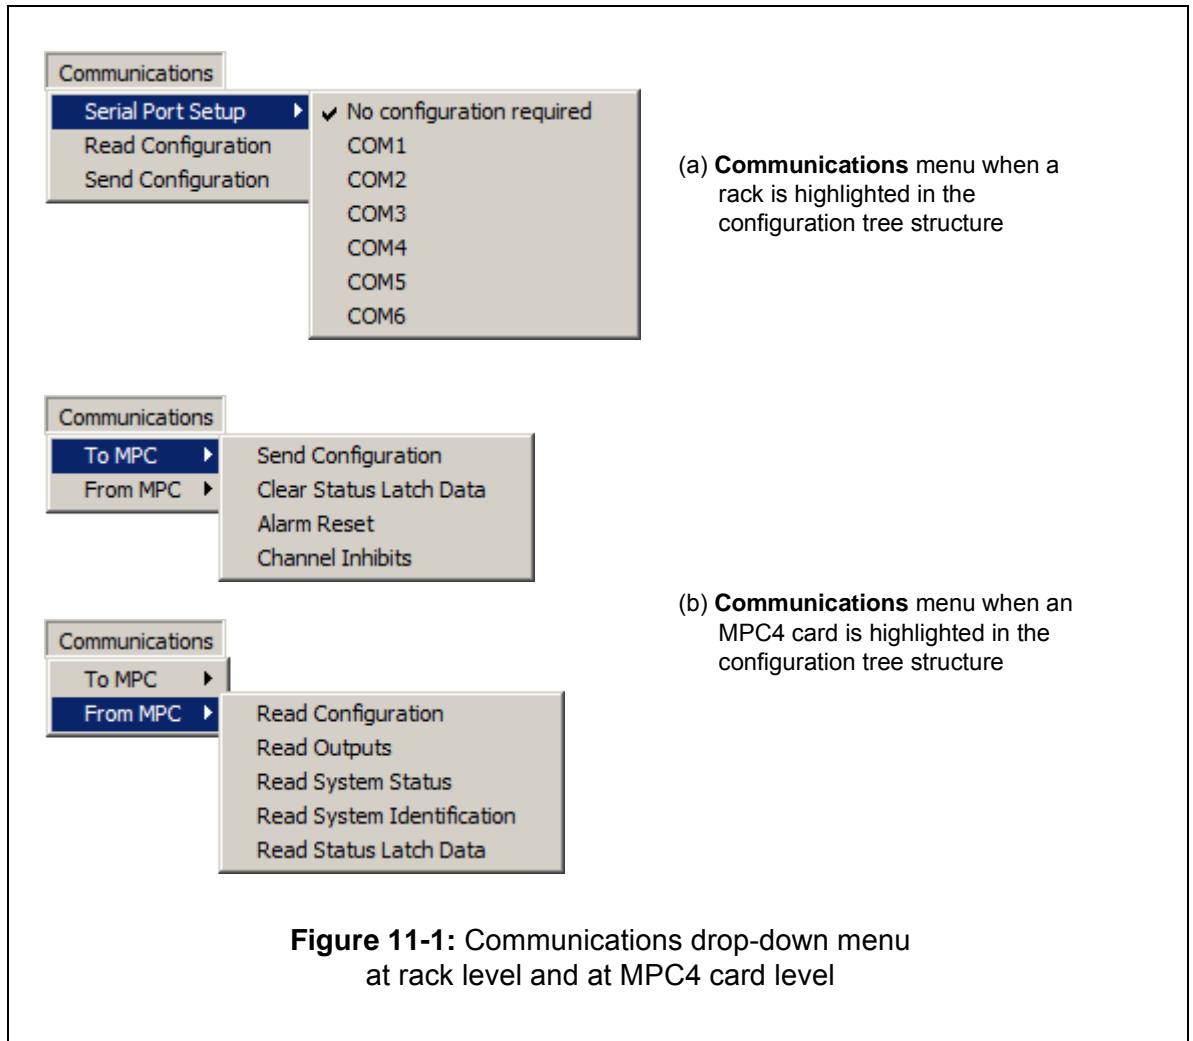 Communications
Serial Port Setup
Read Configuration
Send Configuration
No configuration required
COM1
COM2
COM3
COM4
COM5
COM6
(a) Communications menu when a
rack is highlighted in the
configuration tree structure
Communications
To MPC
From MPC
Send Configuration
Clear Status Latch Data
Alarm Reset
Channel Inhibits
(b) Communications menu when an
MPC4 card is highlighted in the
configuration tree structure
Communications
To MPC
From MPC
Read Configuration
Read Outputs
Read System Status
Read System Identification
Read Status Latch Data
Figure 11-1: Communications drop-down menu
at rack level and at MPC4 card level